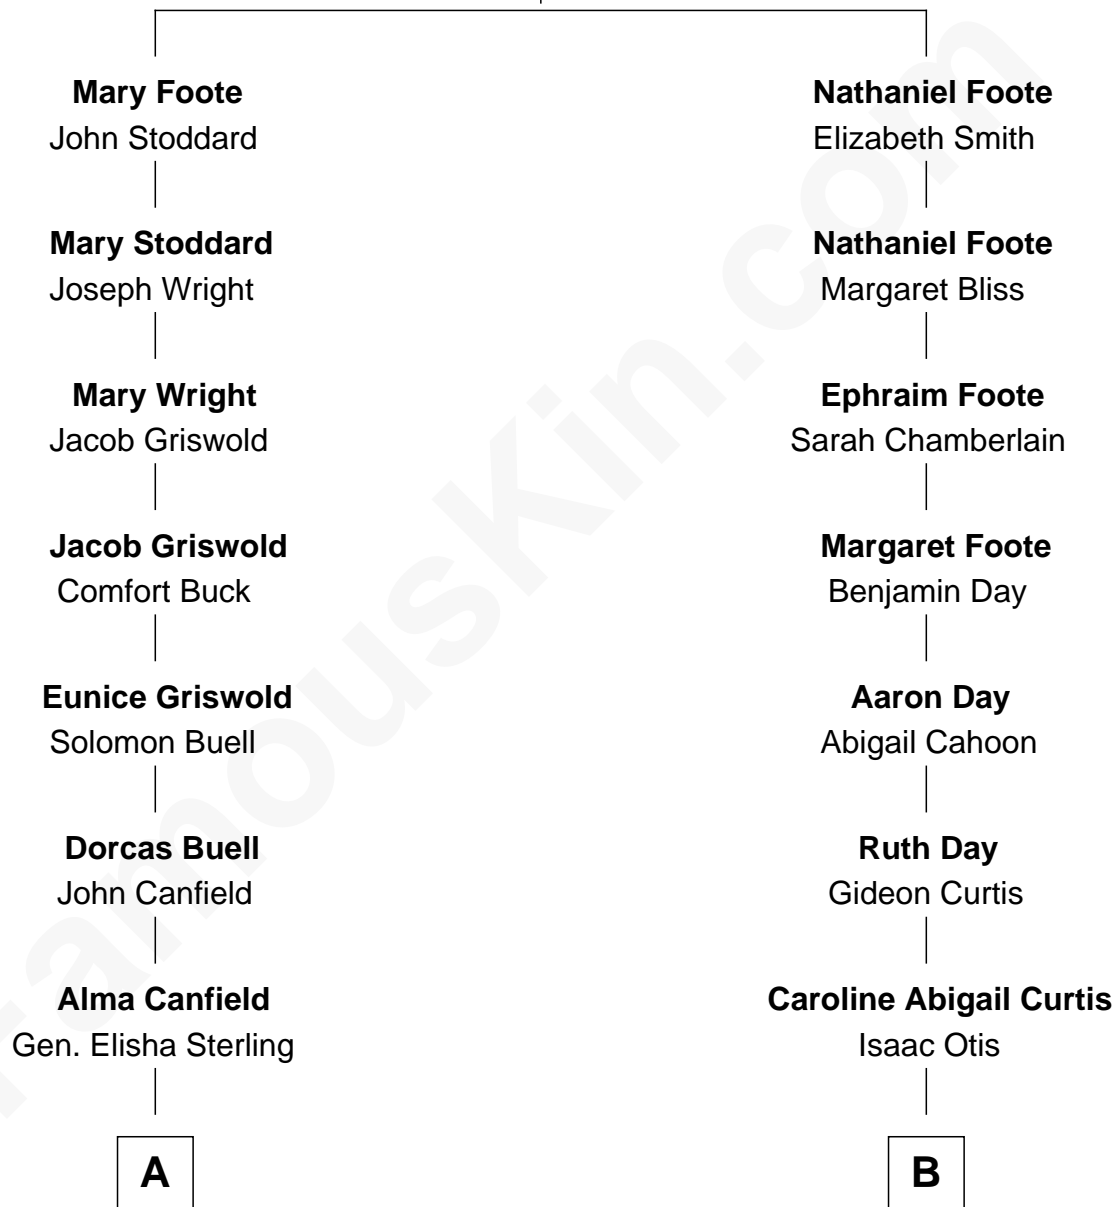 Mary Foote
John Stoddard
Mary Stoddard
Joseph Wright
Mary Wright
Jacob Griswold
Jacob Griswold
Comfort Buck
Eunice Griswold
Solomon Buell
Dorcas Buell
John Canfield
Alma Canfield
Gen. Elisha Sterling
A
Nathaniel Foote
Elizabeth Smith
Nathaniel Foote
Margaret Bliss
Ephraim Foote
Sarah Chamberlain
Margaret Foote
Benjamin Day
Aaron Day
Abigail Cahoon
Ruth Day
Gideon Curtis
Caroline Abigail Curtis
Isaac Otis
B
FamousKin.com